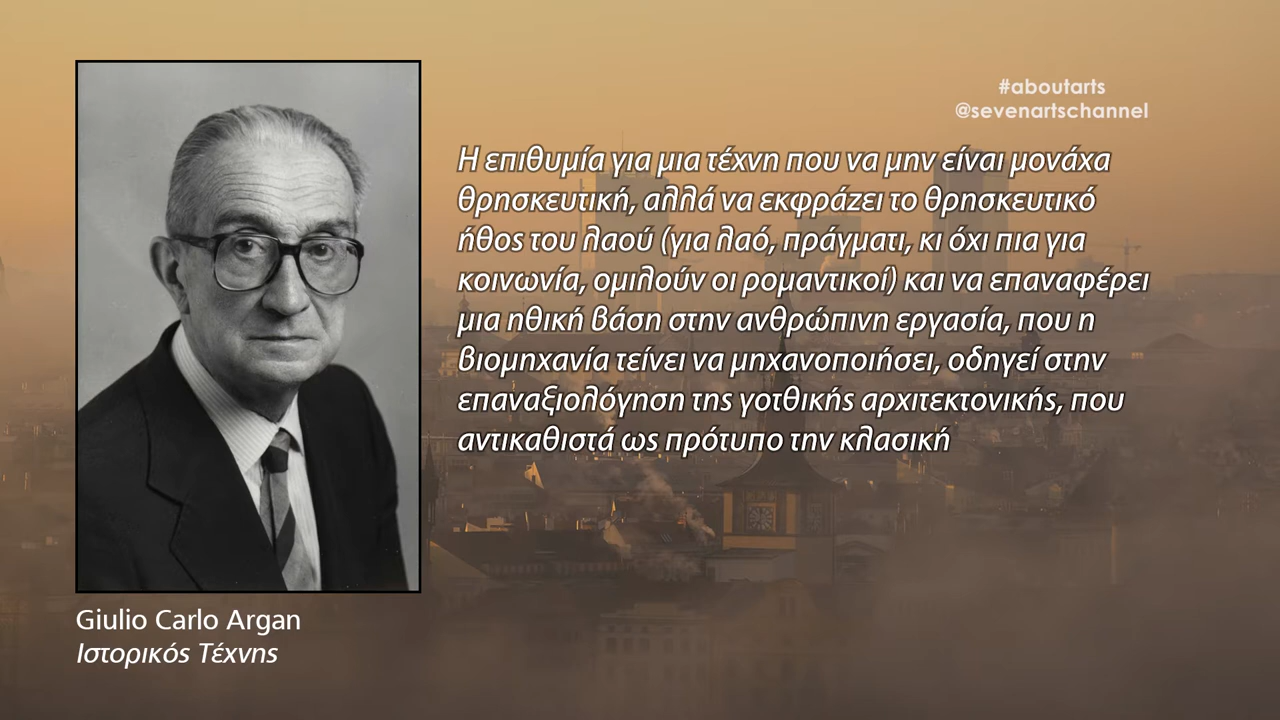 #aboutarts
@sevenartschannel
Η επιθυμία για μια τέχνη που να μην είναι μονάχα
θρησκευτική, αλλά να εκφράζει το θρησκευτικό
ήθος του λαού (για λαό, πράγματι, κι όχι πια για
κοινωνία, ομιλούν οι ρομαντικοί) και να επαναφέρει
μια ηθική βάση στην ανθρώπινη εργασία, που η
βιομηχανία τείνει να μηχανοποιήσει, οδηγεί στην
επαναξιολόγηση της γοτθικής αρχιτεκτονικής, που
αντικαθιστά ως πρότυπο την κλασική
Giulio Carlo Argan
Ιστορικός Τέχνης